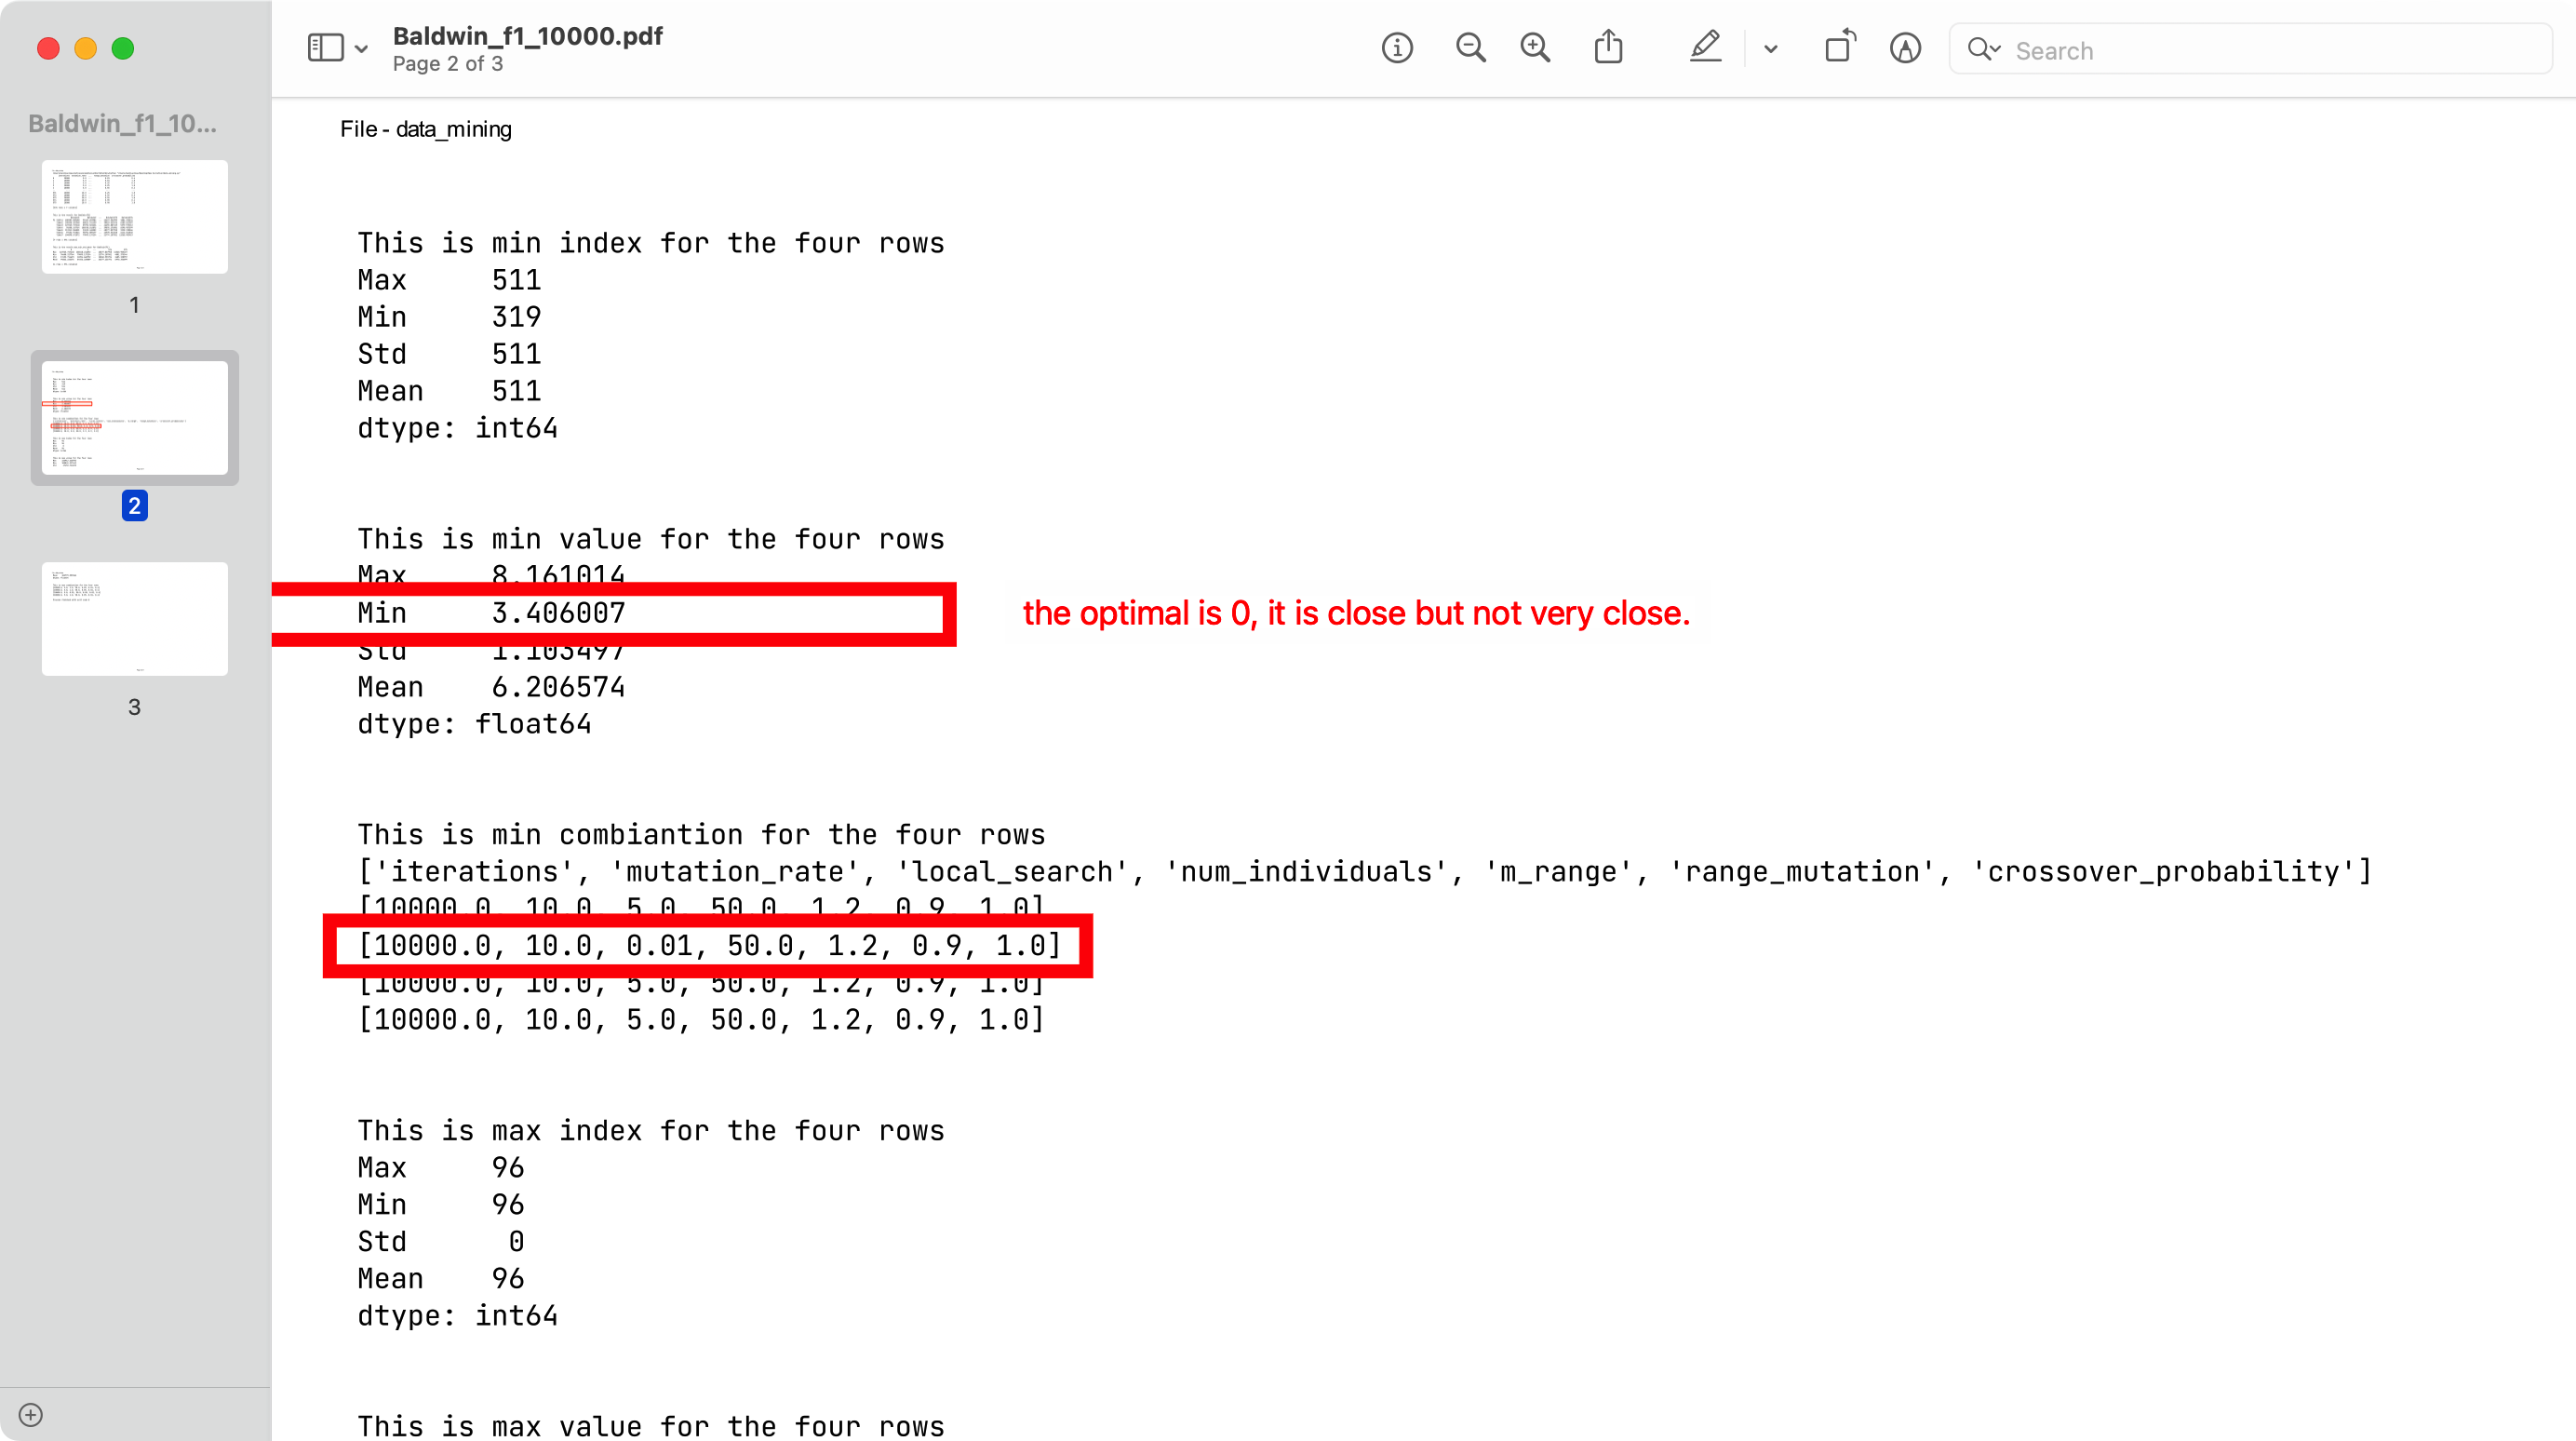 Baldwin_f1_10000.pdf
Page 2 of 3
Search
Baldwin_f1_10...
1
2
3
File - data_mining
This is min index for the four rows
Max 511
Min 319
Std 511
Mean 511
dtype: int64
This is min value for the four rows
Max 8.161014
Min 3.406007
the optimal is 0, it is close but not very close.
Std 1.103497
Mean 6.206574
dtype: float64
This is min combiantion for the four rows
['iterations', 'mutation_rate', 'local_search', 'num_individuals', 'm_range', 'range_mutation', 'crossover_probability']
[10000.0, 10.0, 5.0, 50.0, 1.2, 0.9, 1.0]
[10000.0, 10.0, 0.01, 50.0, 1.2, 0.9, 1.0]
[10000.0, 10.0, 5.0, 50.0, 1.2, 0.9, 1.0]
[10000.0, 10.0, 5.0, 50.0, 1.2, 0.9, 1.0]
This is max index for the four rows
Max 96
Min 96
Std 0
Mean 96
dtype: int64
This is max value for the four rows